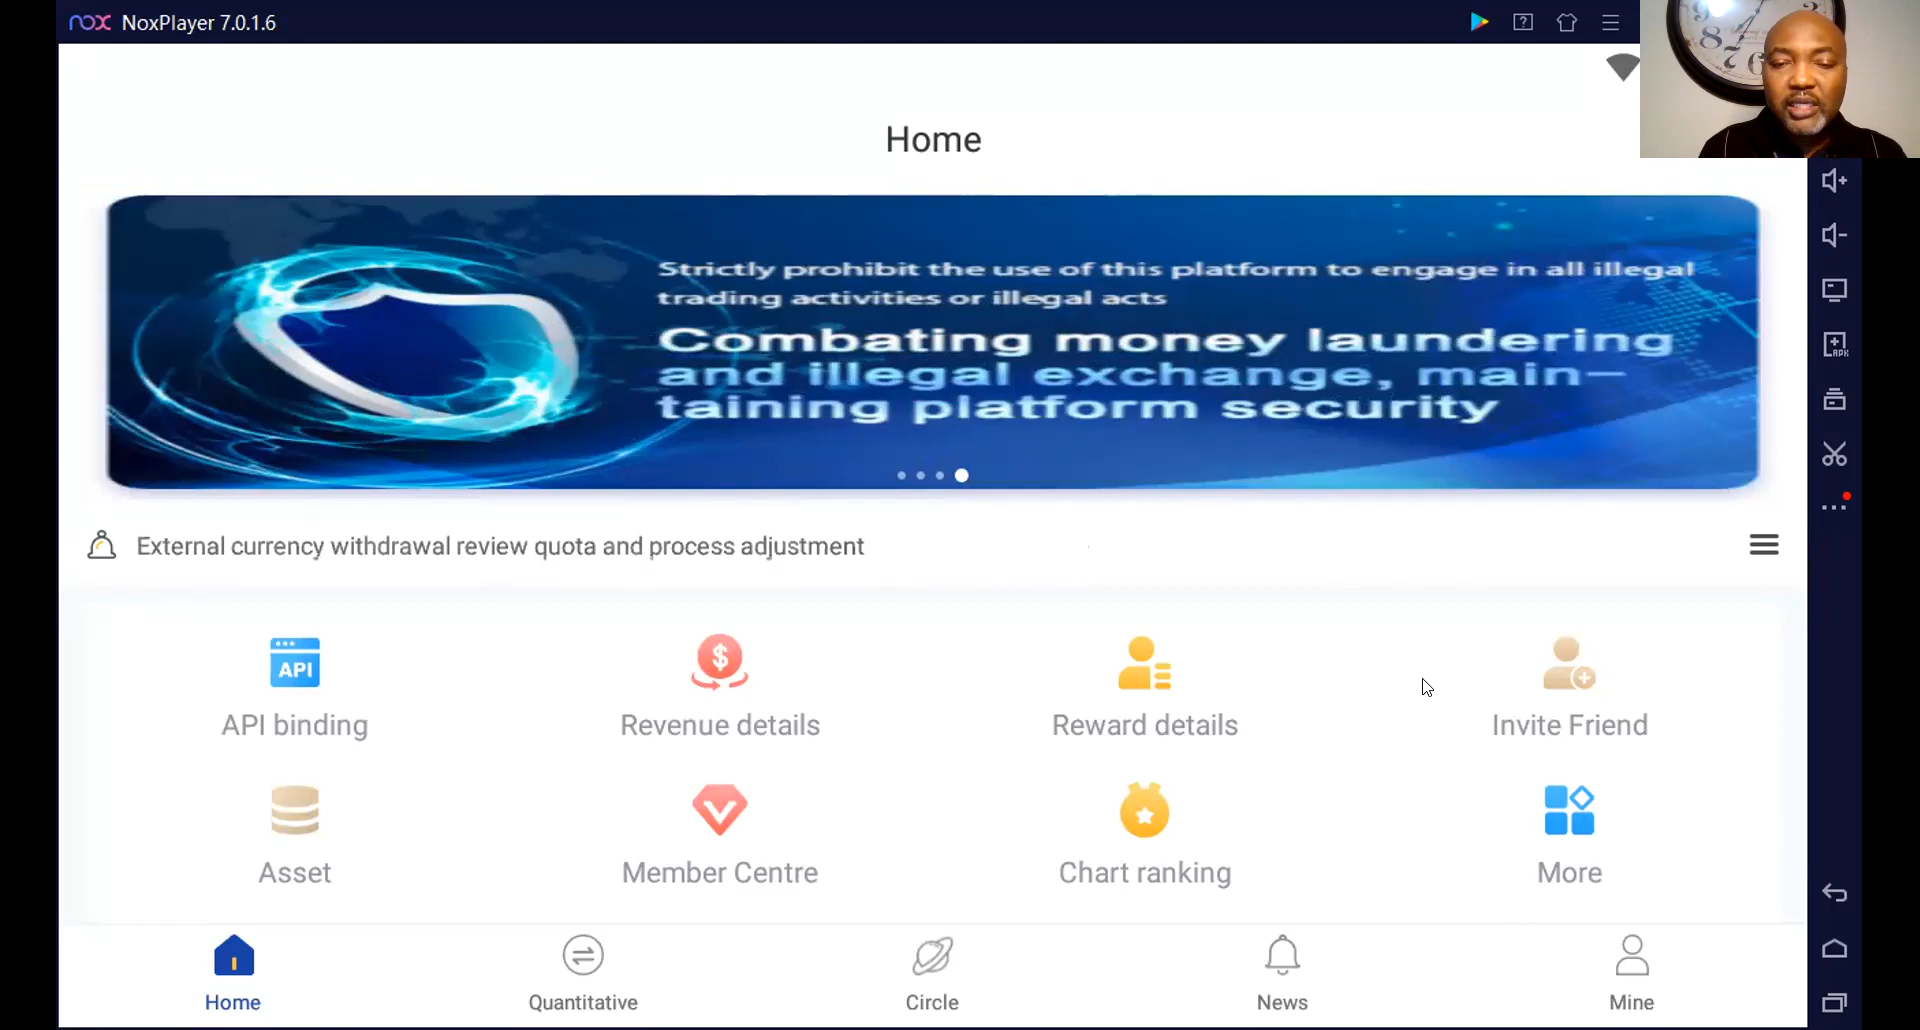 nox NoxPlayer 7.0.1.6
Home
Strictly prohibit the use of this platform to engage in all illegal
trading activities or illegal acts
Combating money laundering
and illegal exchange, main-
taining platform security
External currency withdrawal review quota and process adjustment
API
$
API binding
Revenue details
Reward details
Invite Friend
Asset
Member Centre
Chart ranking
More
Home
Quantitative
Circle
News
Mine
APK